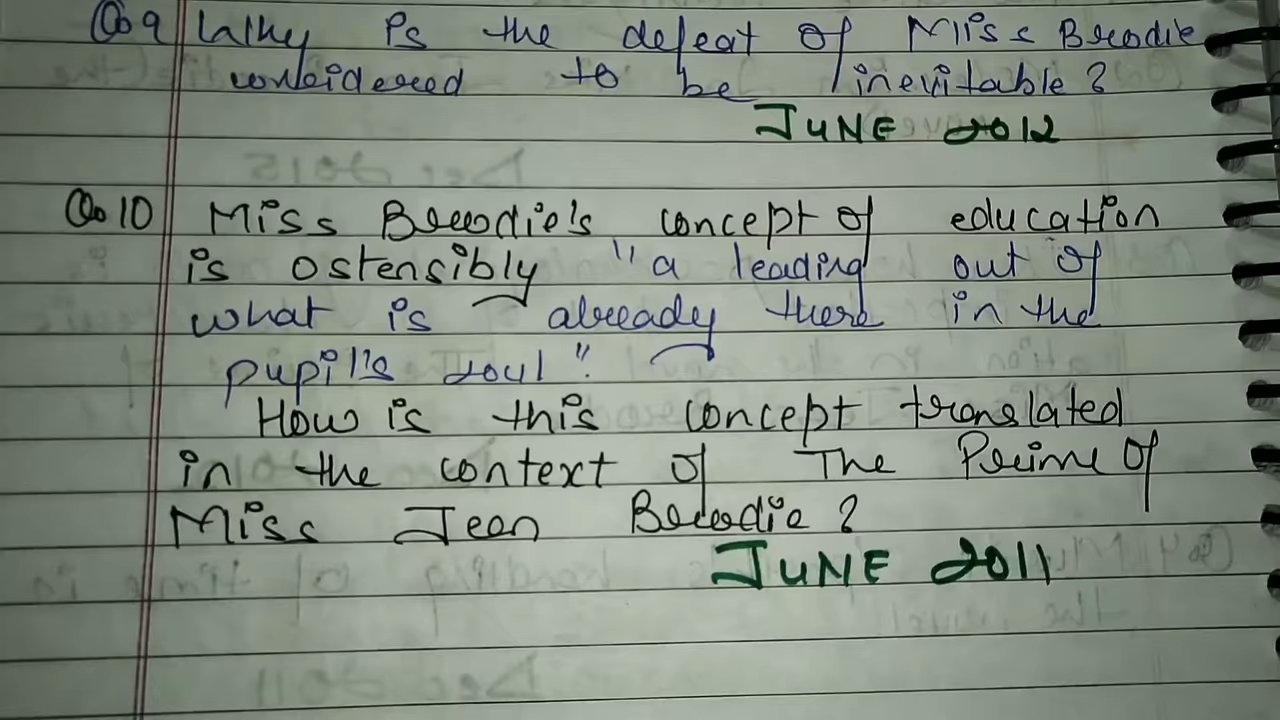 Q.9 Why is the defeat of Miss Brodie
considered to be inevitable?
JUNE 2012
Q.10 Miss Brodie's concept of education
is ostensibly "a leading out of
what is already there in the
pupil's soul".
How is this concept translated
in the context of The Prime of
Miss Jean Brodie?
JUNE 2011